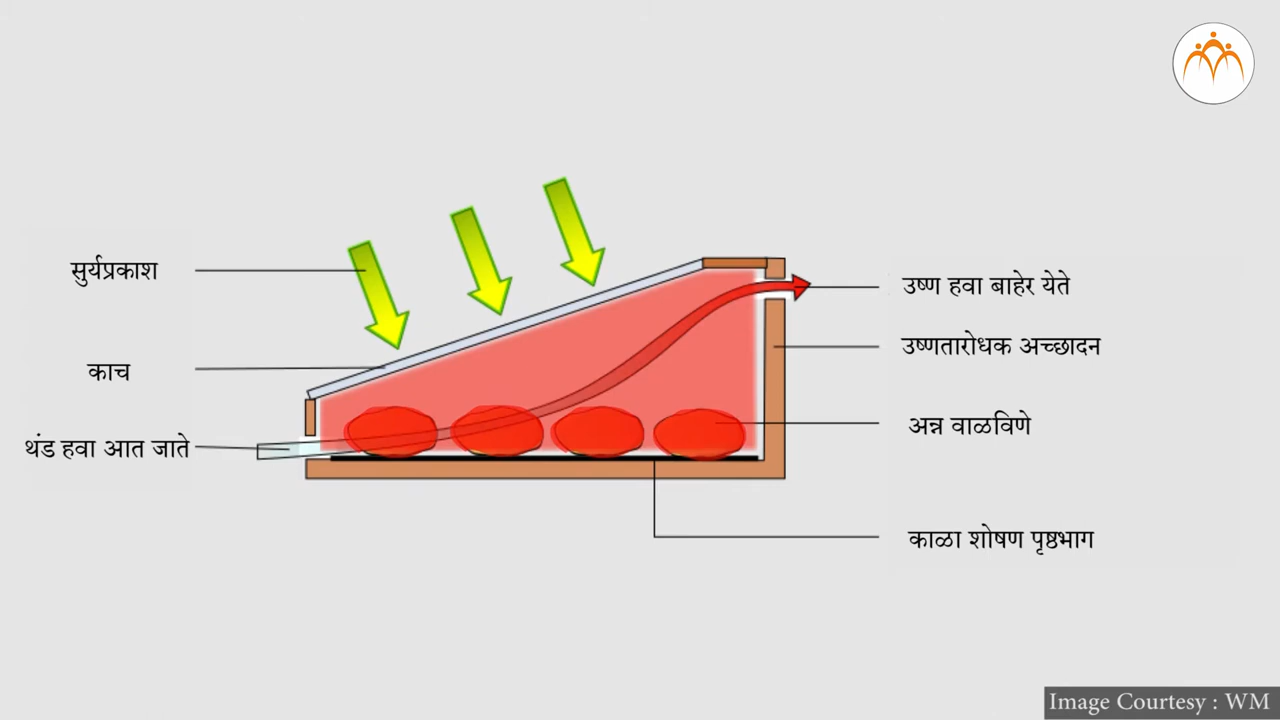 सुर्यप्रकाश
काच
थंड हवा आत जाते
उष्ण हवा बाहेर येते
उष्णतारोधक अच्छादन
अन्न वाळविणे
काळा शोषण पृष्ठभाग
Image Courtesy : WM